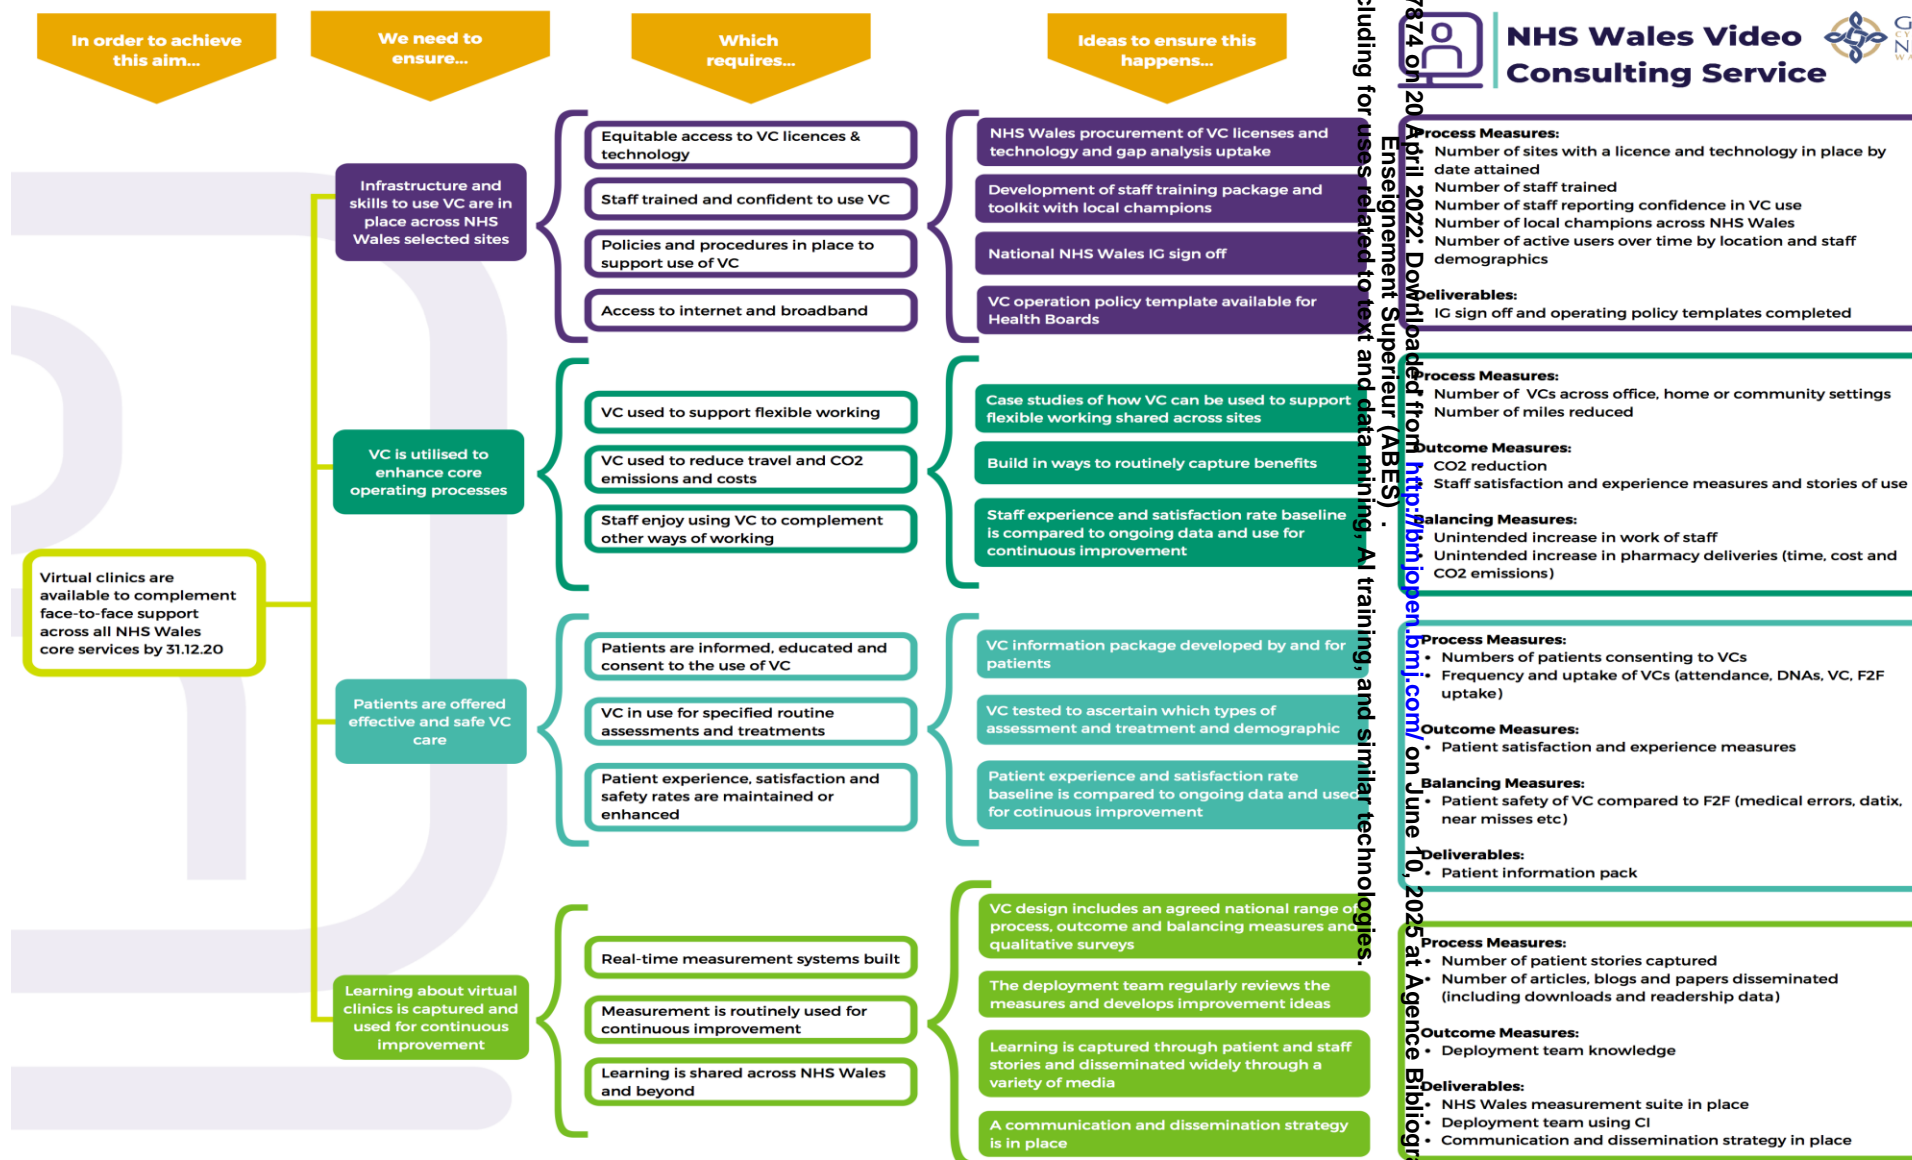 In order to achieve
this aim...
We need to
ensure...
Which
requires...
Ideas to ensure this
happens...
NHS Wales Video
Consulting Service
Virtual clinics are
available to complement
face-to-face support
across all NHS Wales
core services by 31.12.20
Infrastructure and
skills to use VC are in
place across NHS
Wales selected sites
Equitable access to VC licences &
technology
Staff trained and confident to use VC
Policies and procedures in place to
support use of VC
Access to internet and broadband
NHS Wales procurement of VC licenses and
technology and gap analysis uptake
Development of staff training package and
toolkit with local champions
National NHS Wales IG sign off
VC operation policy template available for
Health Boards
Process Measures:
Number of sites with a licence and technology in place by
date attained
Number of staff trained
Number of staff reporting confidence in VC use
Number of local champions across NHS Wales
Number of active users over time by location and staff
demographics
Deliverables:
IG sign off and operating policy templates completed
VC is utilised to
enhance core
operating processes
VC used to support flexible working
VC used to reduce travel and CO2
emissions and costs
Staff enjoy using VC to complement
other ways of working
Case studies of how VC can be used to support
flexible working shared across sites
Build in ways to routinely capture benefits
Staff experience and satisfaction rate baseline
is compared to ongoing data and use for
continuous improvement
Process Measures:
Number of VCs across office, home or community settings
Number of miles reduced
Outcome Measures:
CO2 reduction
Staff satisfaction and experience measures and stories of use
Balancing Measures:
Unintended increase in work of staff
Unintended increase in pharmacy deliveries (time, cost and
CO2 emissions)
Patients are offered
effective and safe VC
care
Patients are informed, educated and
consent to the use of VC
VC in use for specified routine
assessments and treatments
Patient experience, satisfaction and
safety rates are maintained or
enhanced
VC information package developed by and for
patients
VC tested to ascertain which types of
assessment and treatment and demographic
Patient experience and satisfaction rate
baseline is compared to ongoing data and used
for cotinuous improvement
Process Measures:
• Numbers of patients consenting to VCs
• Frequency and uptake of VCs (attendance, DNAs, VC, F2F
uptake)
Outcome Measures:
• Patient satisfaction and experience measures
Balancing Measures:
• Patient safety of VC compared to F2F (medical errors, datix,
near misses etc)
Deliverables:
• Patient information pack
Learning about virtual
clinics is captured and
used for continuous
improvement
Real-time measurement systems built
Measurement is routinely used for
continuous improvement
Learning is shared across NHS Wales
and beyond
VC design includes an agreed national range of
process, outcome and balancing measures and
qualitative surveys
The deployment team regularly reviews the
measures and develops improvement ideas
Learning is captured through patient and staff
stories and disseminated widely through a
variety of media
A communication and dissemination strategy
is in place
Process Measures:
• Number of patient stories captured
• Number of articles, blogs and papers disseminated
(including downloads and readership data)
Outcome Measures:
• Deployment team knowledge
Deliverables:
• NHS Wales measurement suite in place
• Deployment team using CI
• Communication and dissemination strategy in place
7874 on 20 April 2022. Downloaded from http://bmjopen.bmj.com/ on June 10, 2025 at Agence Bibliogra
Enseignement Superieur (ABES) .
cluding for uses related to text and data mining, AI training, and similar technologies.